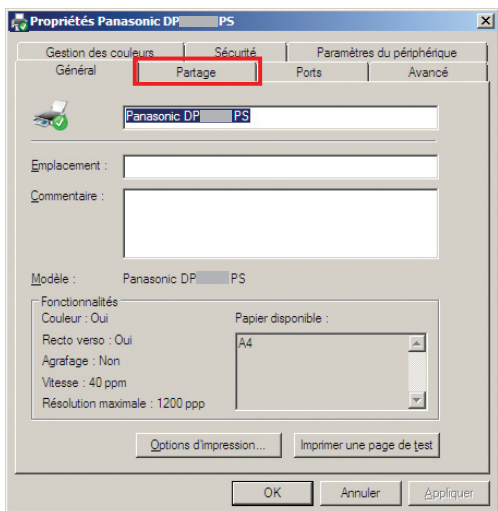 Propriétés Panasonic DP PS
Gestion des couleurs Sécurité Paramètres du périphérique
Général Partage Ports Avancé
Panasonic DP PS
Emplacement :
Commentaire :
Modèle : Panasonic DP PS
Fonctionnalités
Couleur : Oui Papier disponible :
Recto verso : Oui A4
Agrafage : Non
Vitesse : 40 ppm
Résolution maximale : 1200 ppp
Options d'impression... Imprimer une page de test
OK Annuler Appliquer